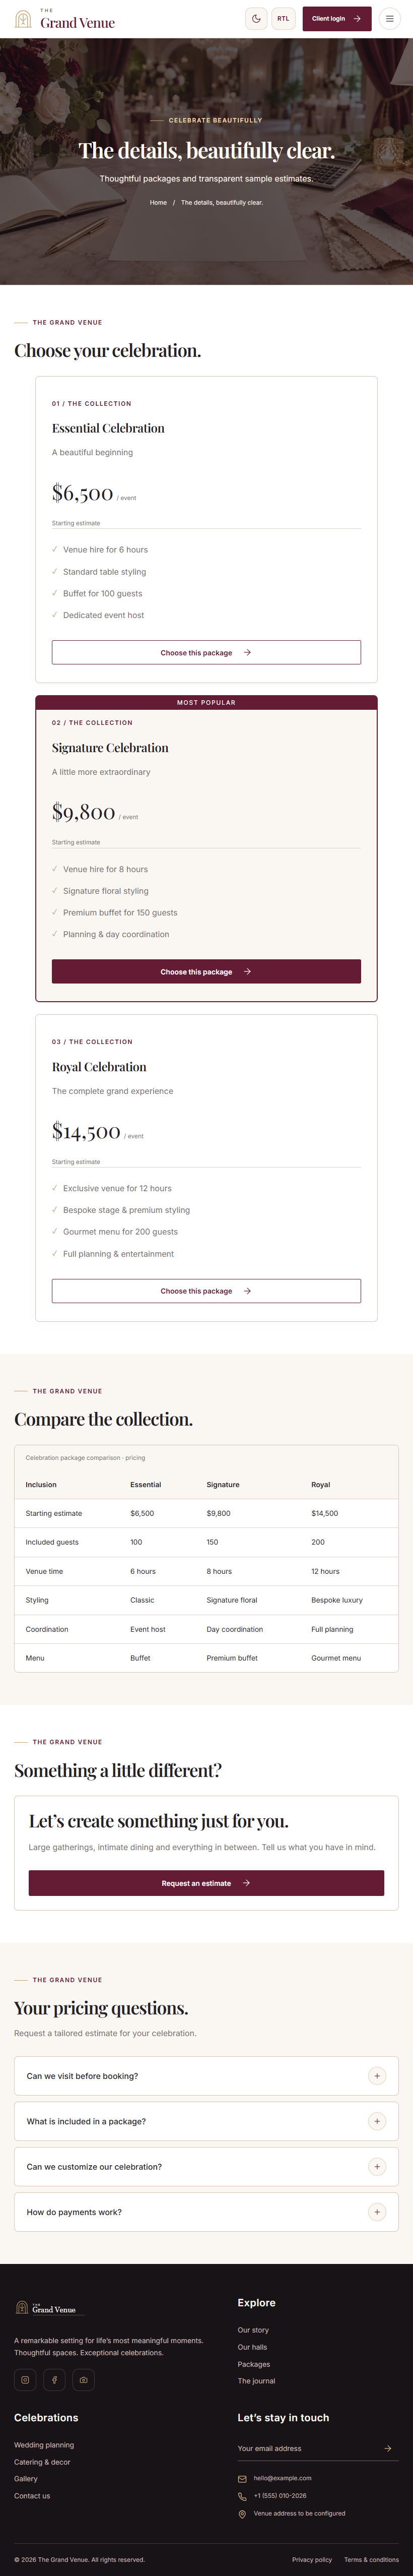 THE
Grand Venue
RTL
Client login
CELEBRATE BEAUTIFULLY
The details, beautifully clear.
Thoughtful packages and transparent sample estimates.
Home / The details, beautifully clear.
THE GRAND VENUE
Choose your celebration.
01 / THE COLLECTION
Essential Celebration
A beautiful beginning
$6,500 / event
Starting estimate
Venue hire for 6 hours
Standard table styling
Buffet for 100 guests
Dedicated event host
Choose this package
MOST POPULAR
02 / THE COLLECTION
Signature Celebration
A little more extraordinary
$9,800 / event
Starting estimate
Venue hire for 8 hours
Signature floral styling
Premium buffet for 150 guests
Planning & day coordination
Choose this package
03 / THE COLLECTION
Royal Celebration
The complete grand experience
$14,500 / event
Starting estimate
Exclusive venue for 12 hours
Bespoke stage & premium styling
Gourmet menu for 200 guests
Full planning & entertainment
Choose this package
THE GRAND VENUE
Compare the collection.
Celebration package comparison · pricing
Inclusion Essential Signature Royal
Starting estimate $6,500 $9,800 $14,500
Included guests 100 150 200
Venue time 6 hours 8 hours 12 hours
Styling Classic Signature floral Bespoke luxury
Coordination Event host Day coordination Full planning
Menu Buffet Premium buffet Gourmet menu
THE GRAND VENUE
Something a little different?
Let’s create something just for you.
Large gatherings, intimate dining and everything in between. Tell us what you have in mind.
Request an estimate
THE GRAND VENUE
Your pricing questions.
Request a tailored estimate for your celebration.
Can we visit before booking?
What is included in a package?
Can we customize our celebration?
How do payments work?
THE
Grand Venue
A remarkable setting for life’s most meaningful moments.
Thoughtful spaces. Exceptional celebrations.
Explore
Our story
Our halls
Packages
The journal
Celebrations
Wedding planning
Catering & decor
Gallery
Contact us
Let’s stay in touch
Your email address
hello@example.com
+1 (555) 010-2026
Venue address to be configured
© 2026 The Grand Venue. All rights reserved.
Privacy policy Terms & conditions